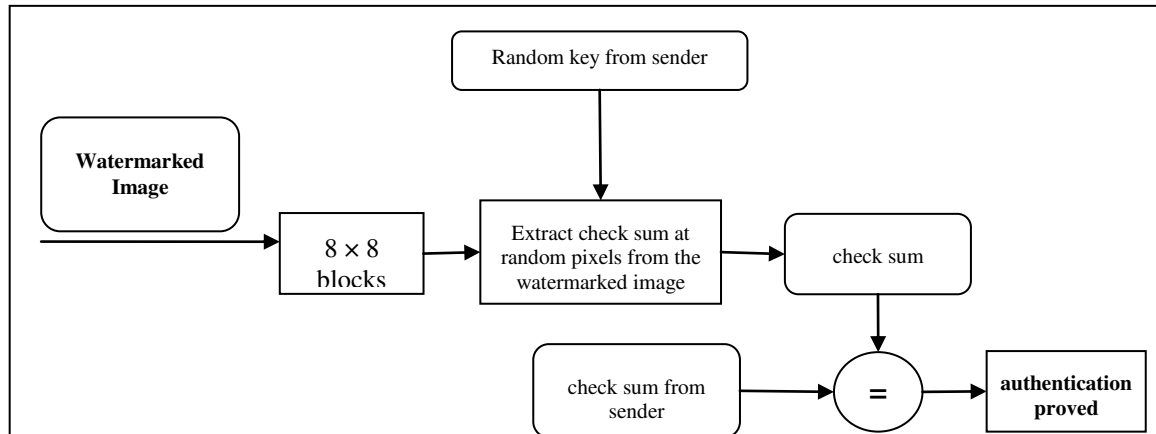 Random key from sender
Watermarked
Image
8 × 8
blocks
Extract check sum at
random pixels from the
watermarked image
check sum
check sum from
sender
=
authentication
proved